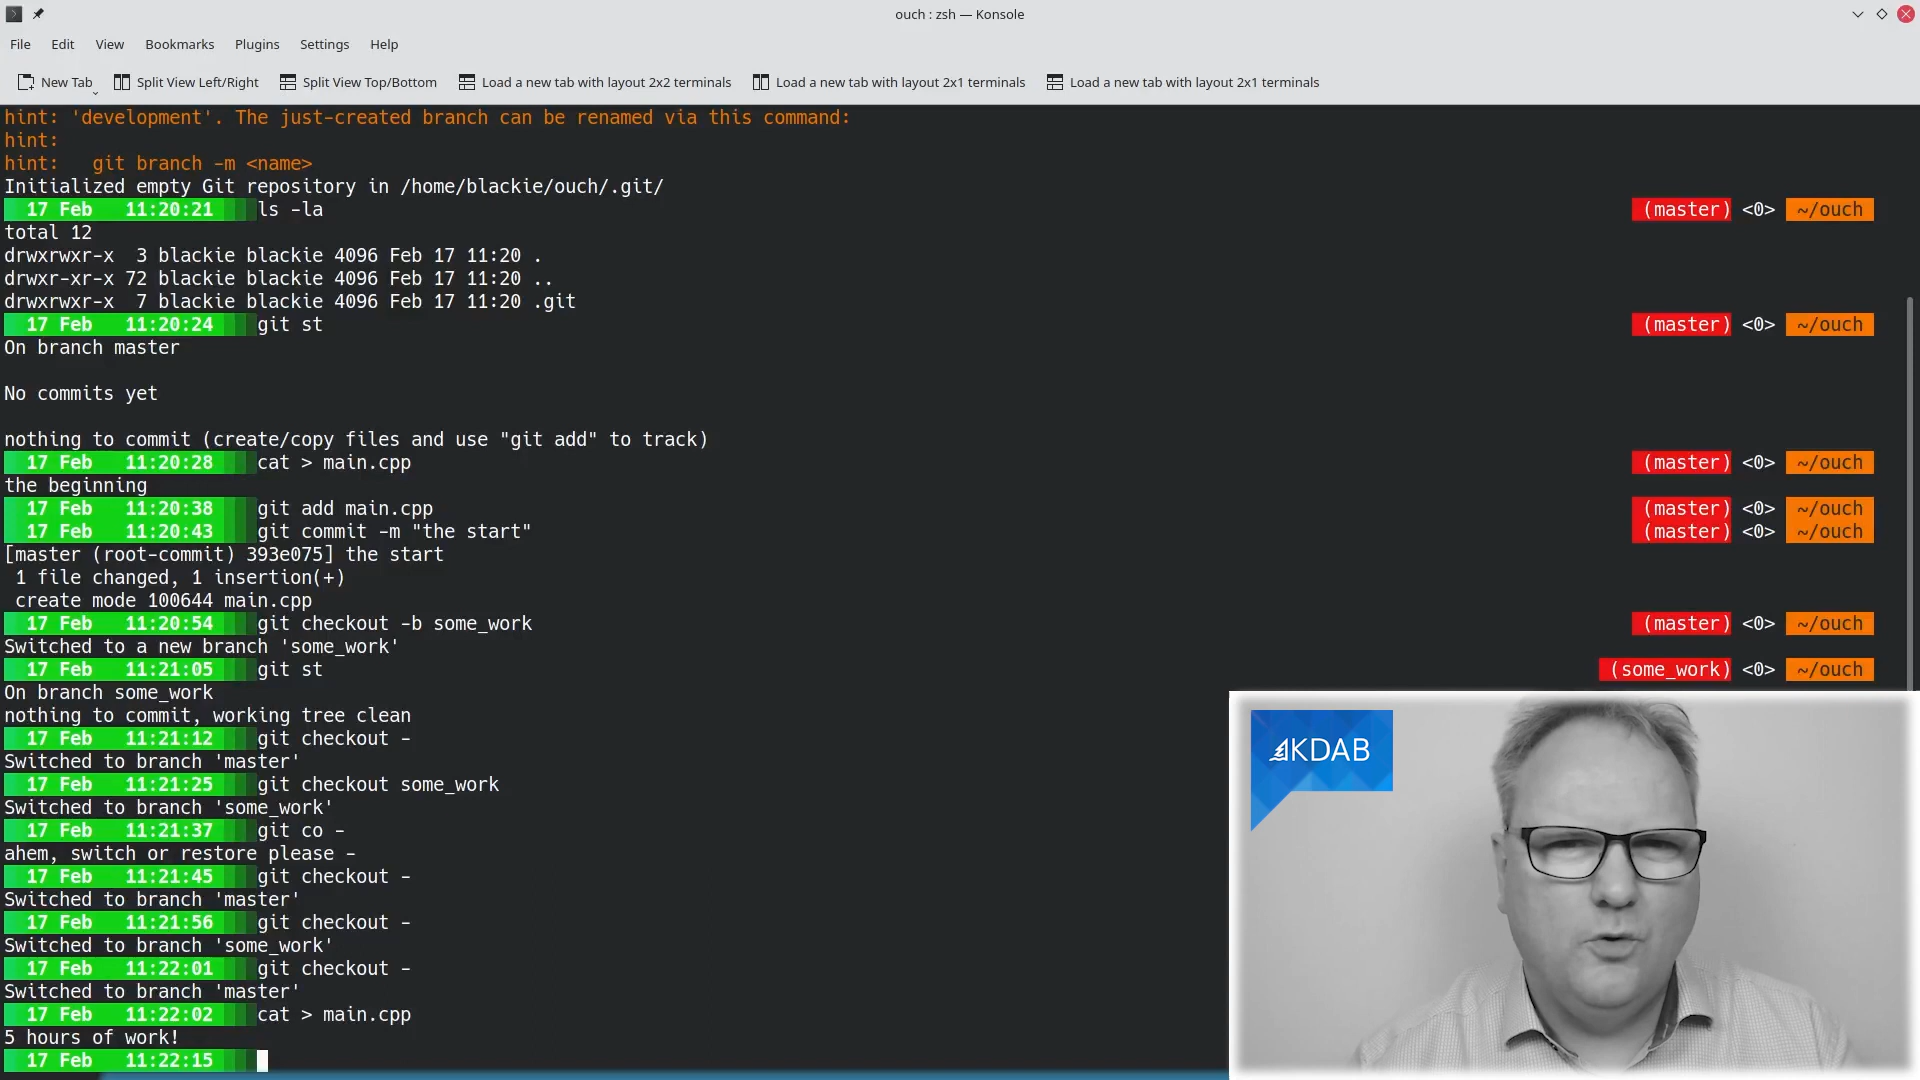 ouch : zsh — Konsole
File Edit View Bookmarks Plugins Settings Help
New Tab Split View Left/Right Split View Top/Bottom Load a new tab with layout 2x2 terminals Load a new tab with layout 2x1 terminals Load a new tab with layout 2x1 terminals
hint: 'development'. The just-created branch can be renamed via this command:
hint:
hint:   git branch -m <name>
Initialized empty Git repository in /home/blackie/ouch/.git/
17 Feb 11:20:21 ls -la (master) <0> ~/ouch
total 12
drwxrwxr-x  3 blackie blackie 4096 Feb 17 11:20 .
drwxr-xr-x 72 blackie blackie 4096 Feb 17 11:20 ..
drwxrwxr-x  7 blackie blackie 4096 Feb 17 11:20 .git
17 Feb 11:20:24 git st (master) <0> ~/ouch
On branch master
No commits yet
nothing to commit (create/copy files and use "git add" to track)
17 Feb 11:20:28 cat > main.cpp (master) <0> ~/ouch
the beginning
17 Feb 11:20:38 git add main.cpp (master) <0> ~/ouch
17 Feb 11:20:43 git commit -m "the start" (master) <0> ~/ouch
[master (root-commit) 393e075] the start
 1 file changed, 1 insertion(+)
 create mode 100644 main.cpp
17 Feb 11:20:54 git checkout -b some_work (master) <0> ~/ouch
Switched to a new branch 'some_work'
17 Feb 11:21:05 git st (some_work) <0> ~/ouch
On branch some_work
nothing to commit, working tree clean
17 Feb 11:21:12 git checkout -
Switched to branch 'master'
17 Feb 11:21:25 git checkout some_work
Switched to branch 'some_work'
17 Feb 11:21:37 git co -
ahem, switch or restore please -
17 Feb 11:21:45 git checkout -
Switched to branch 'master'
17 Feb 11:21:56 git checkout -
Switched to branch 'some_work'
17 Feb 11:22:01 git checkout -
Switched to branch 'master'
17 Feb 11:22:02 cat > main.cpp
5 hours of work!
17 Feb 11:22:15
KDAB